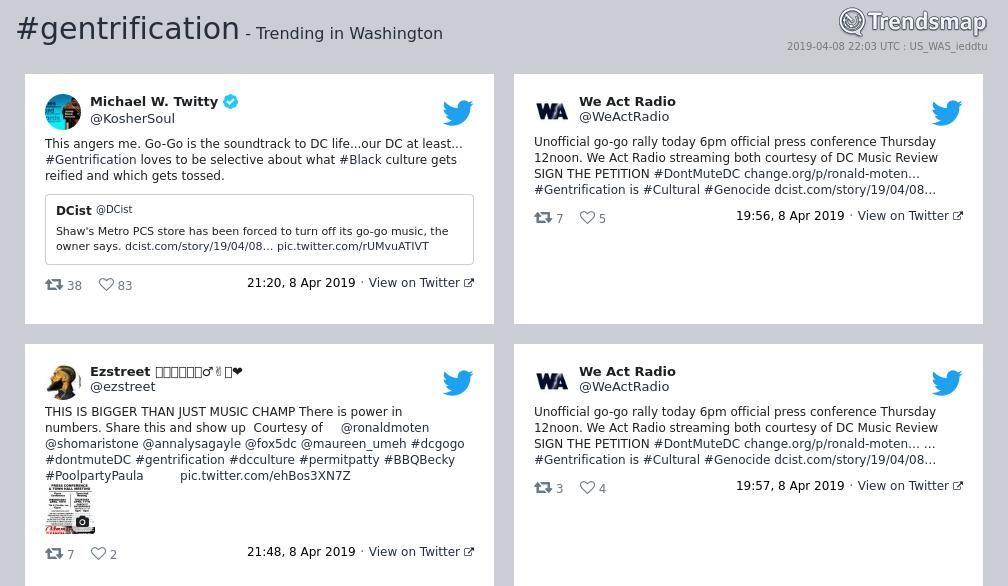 #gentrification - Trending in Washington
Trendsmap
2019-04-08 22:03 UTC : US_WAS_ieddtu
Michael W. Twitty
@KosherSoul
This angers me. Go-Go is the soundtrack to DC life...our DC at least...
#Gentrification loves to be selective about what #Black culture gets
reified and which gets tossed.
DCist @DCist
Shaw's Metro PCS store has been forced to turn off its go-go music, the
owner says. dcist.com/story/19/04/08... pic.twitter.com/rUMvuATIVT
38 83
21:20, 8 Apr 2019 · View on Twitter
We Act Radio
@WeActRadio
Unofficial go-go rally today 6pm official press conference Thursday
12noon. We Act Radio streaming both courtesy of DC Music Review
SIGN THE PETITION #DontMuteDC change.org/p/ronald-moten...
#Gentrification is #Cultural #Genocide dcist.com/story/19/04/08...
7 5
19:56, 8 Apr 2019 · View on Twitter
Ezstreet
@ezstreet
THIS IS BIGGER THAN JUST MUSIC CHAMP There is power in
numbers. Share this and show up Courtesy of @ronaldmoten
@shomaristone @annalysagayle @fox5dc @maureen_umeh #dcgogo
#dontmuteDC #gentrification #dcculture #permitpatty #BBQBecky
#PoolpartyPaula pic.twitter.com/ehBos3XN7Z
PRESS CONFERENCE
& TOWN HALL MEETING
7 2
21:48, 8 Apr 2019 · View on Twitter
We Act Radio
@WeActRadio
Unofficial go-go rally today 6pm official press conference Thursday
12noon. We Act Radio streaming both courtesy of DC Music Review
SIGN THE PETITION #DontMuteDC change.org/p/ronald-moten... ...
#Gentrification is #Cultural #Genocide dcist.com/story/19/04/08...
3 4
19:57, 8 Apr 2019 · View on Twitter